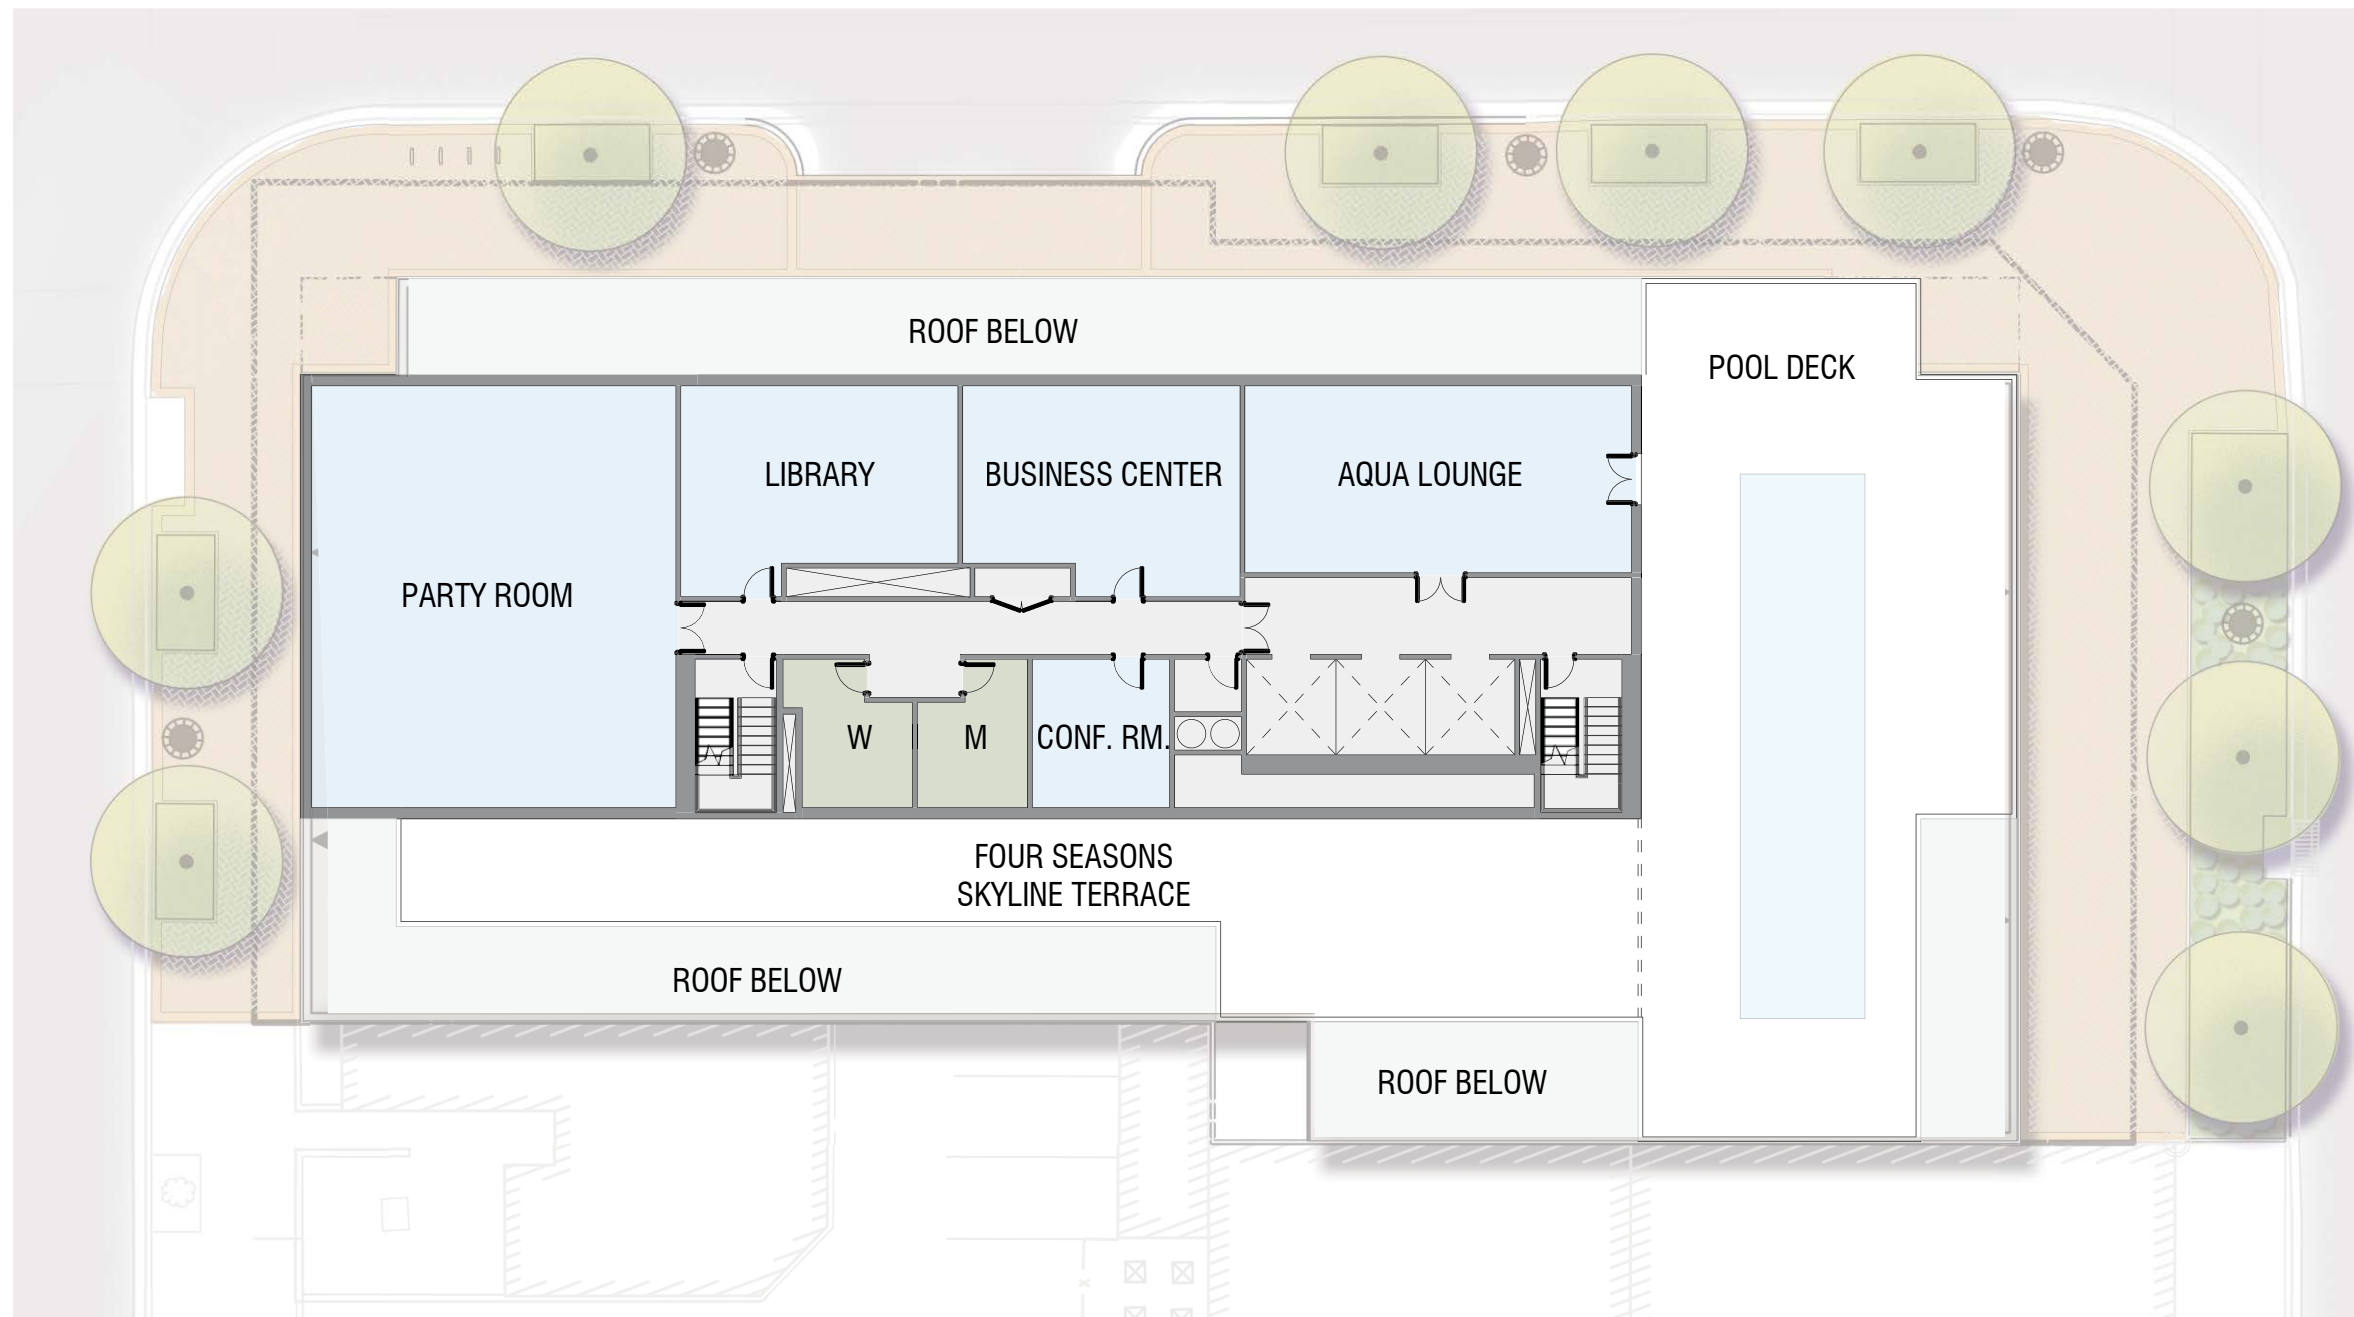 ROOF BELOW
POOL DECK
LIBRARY
BUSINESS CENTER
AQUA LOUNGE
PARTY ROOM
W
M
CONF. RM.
FOUR SEASONS
SKYLINE TERRACE
ROOF BELOW
ROOF BELOW